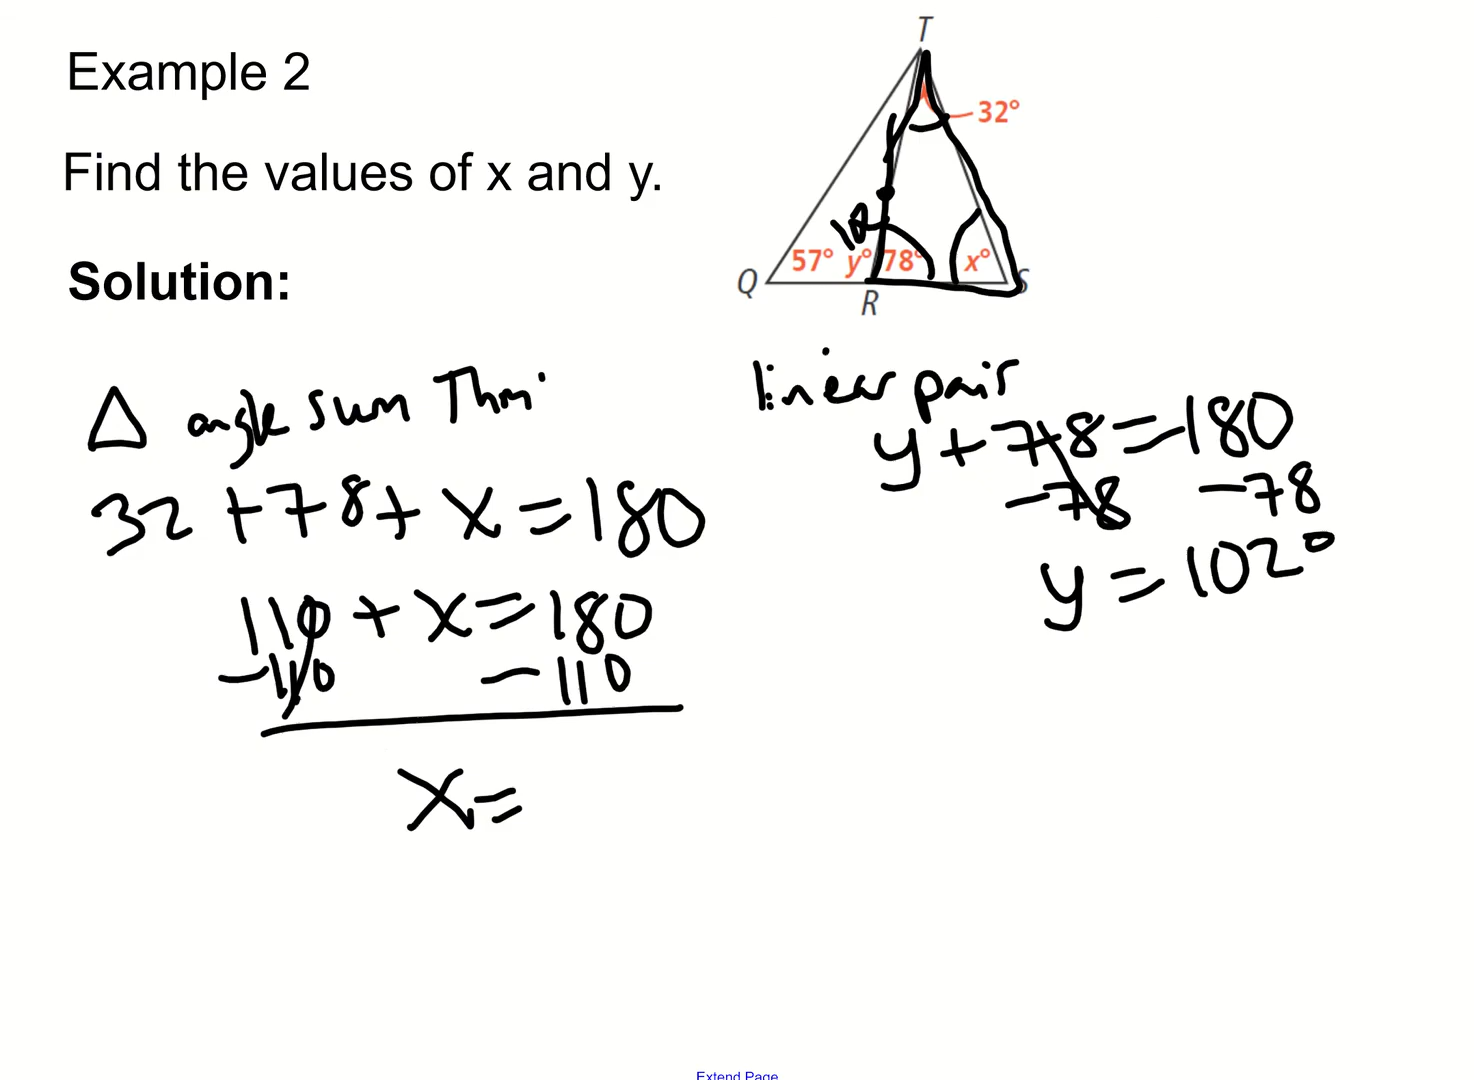 Example 2
Find the values of x and y.
Solution:
T
32°
57° y° 78° x°
Q
R
S
△ angle sum Thm.
32 + 78 + x = 180
110 + x = 180
-110 -110
x =
linear pair
y + 78 = 180
-78 -78
y = 102°
Extend Page